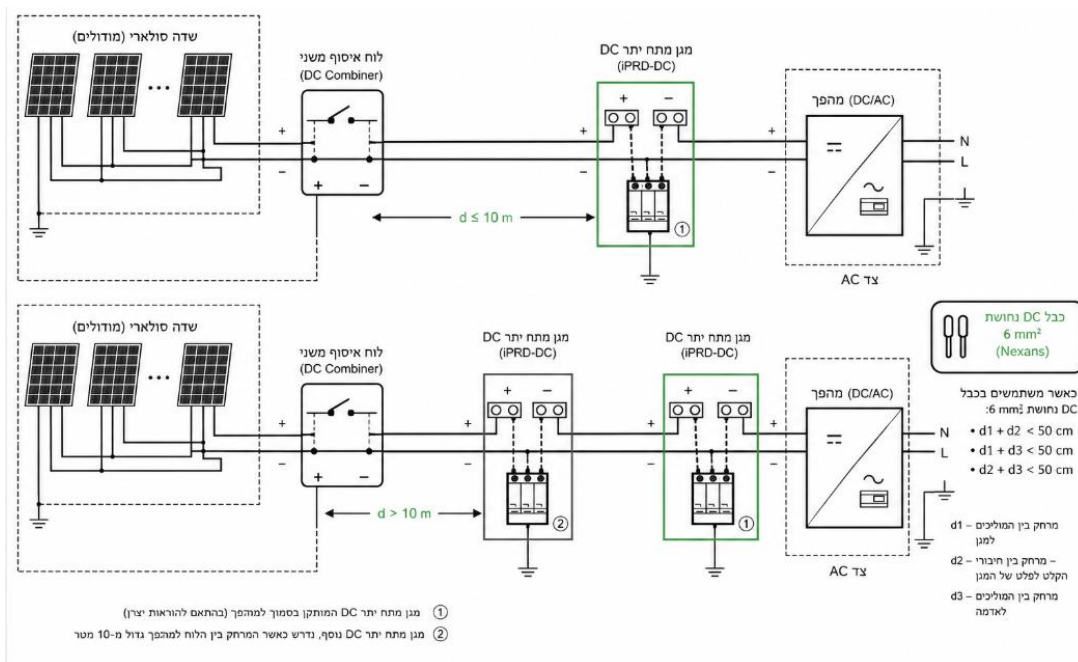 שדה סולארי (מודולים)
לוח איסוף משני
(DC Combiner)
מגן מתח יתר DC
(iPRD-DC)
מהפך (DC/AC)
+ −
+
−
+
−
+
−
+ −
N
L
d ≤ 10 m
1
צד AC
שדה סולארי (מודולים)
לוח איסוף משני
(DC Combiner)
מגן מתח יתר DC
(iPRD-DC)
מגן מתח יתר DC
(iPRD-DC)
מהפך (DC/AC)
+ −
+ −
+
−
+
−
+
−
+
−
+ −
N
L
d > 10 m
2
1
צד AC
כבל DC נחושת
6 mm²
(Nexans)
כאשר משתמשים בכבל
DC נחושת 6 mm²:
• d1 + d2 < 50 cm
• d1 + d3 < 50 cm
• d2 + d3 < 50 cm
d1 – מרחק בין המוליכים
למגן
d2 – מרחק בין חיבורי
הקלט לפלט של המגן
d3 – מרחק בין המוליכים
לאדמה
1 מגן מתח יתר DC המותקן בסמוך למהפך (בהתאם להוראות יצרן)
2 מגן מתח יתר DC נוסף, נדרש כאשר המרחק בין הלוח למהפך גדול מ-10 מטר